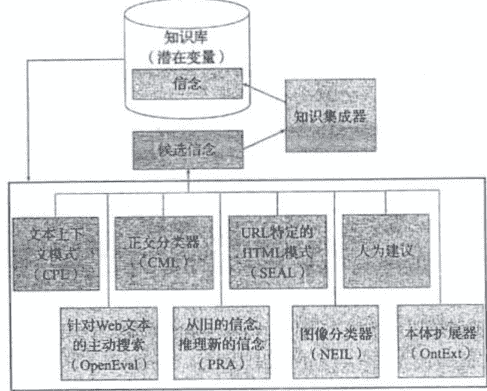 知识库
（潜在变量）
信念
知识集成器
候选信念
文本上下
文模式
（CPL）
正交分类器
（CML）
URL特定的
HTML模式
（SEAL）
人为建议
针对Web文本
的主动搜索
（OpenEval）
从旧的信念
推理新的信念
（PRA）
图像分类器
（NEIL）
本体扩展器
（OntExt）